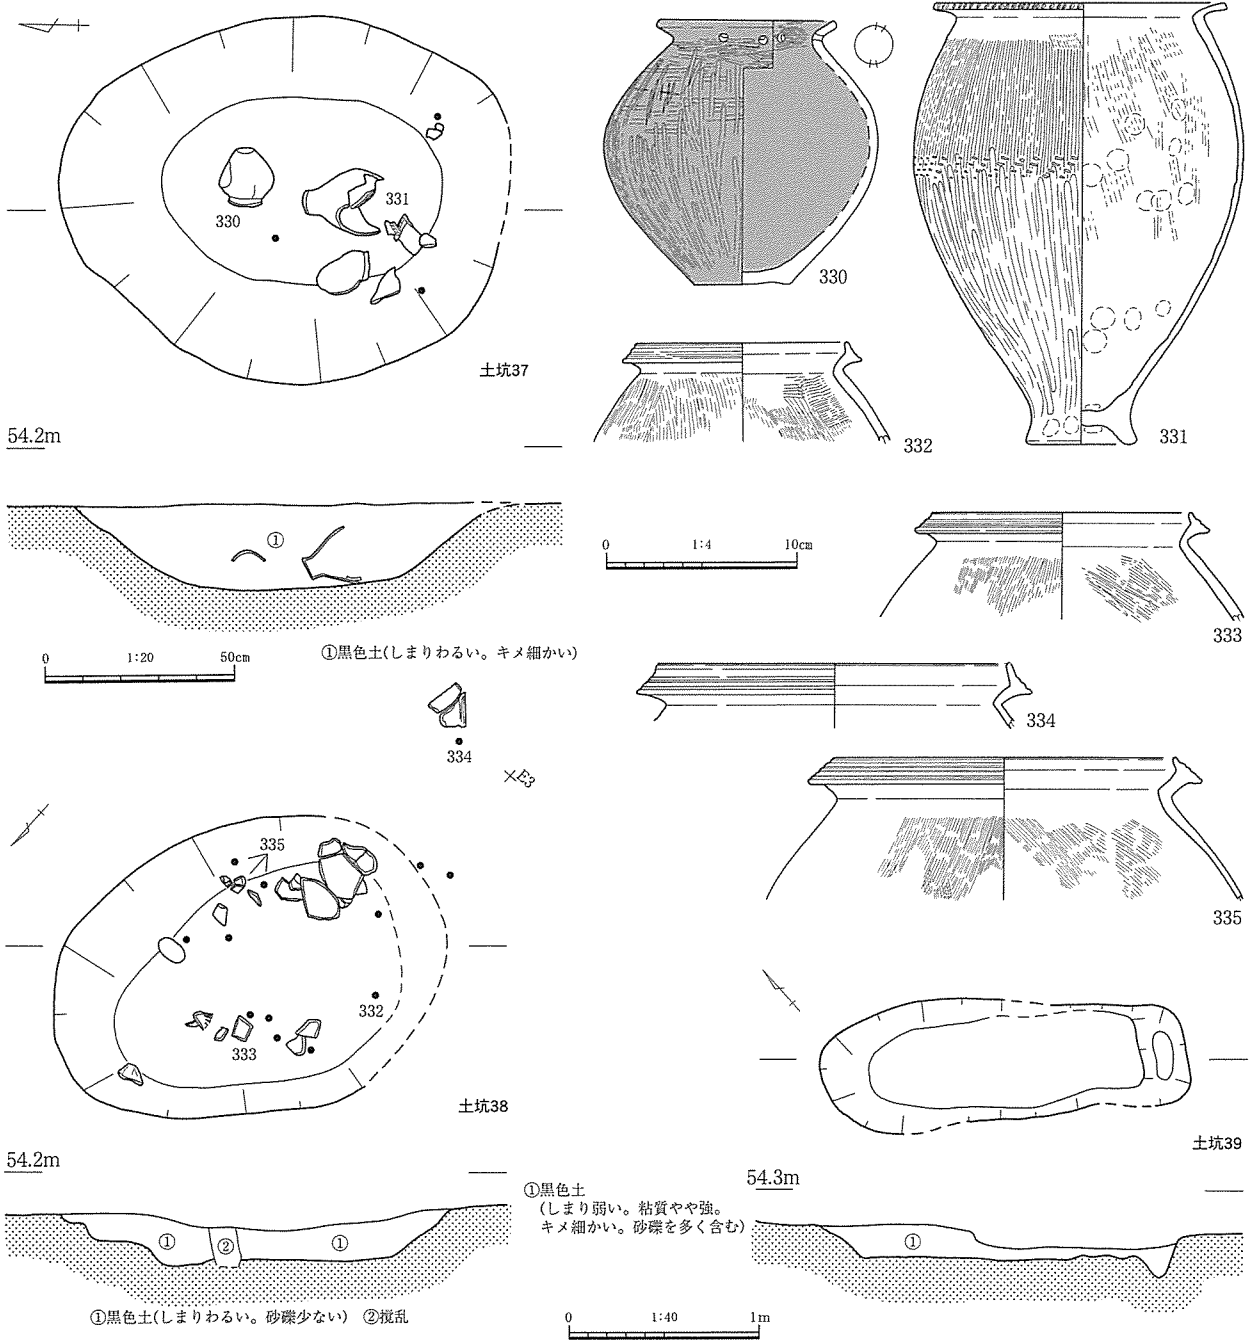 330
331
土坑37
54.2m
①
0 1:20 50cm
①黒色土(しまりわるい。キメ細かい)
330
331
332
0 1:4 10cm
333
334
335
334
E3
335
332
333
土坑38
54.2m
① ② ①
①黒色土(しまりわるい。砂礫少ない) ②攪乱
土坑39
54.3m
①
①黒色土
(しまり弱い。粘質やや強。
キメ細かい。砂礫を多く含む)
0 1:40 1m